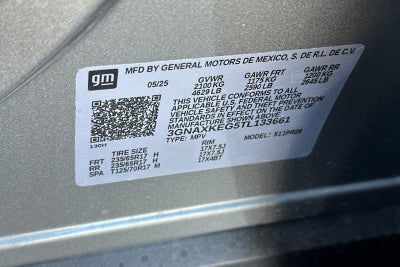 gm
MFD BY GENERAL MOTORS DE MEXICO, S. DE R.L. DE C.V.
05/25 GVWR GAWR FRT GAWR RR
2100 KG 1175 KG 1200 KG
4629 LB 2590 LB 2645 LB
THIS VEHICLE CONFORMS TO ALL
APPLICABLE U.S. FEDERAL MOTOR
VEHICLE SAFETY AND THEFT PREVENTION
STANDARDS IN EFFECT ON THE DATE OF
MANUFACTURE SHOWN ABOVE
3GNAXKEG5TL133661
TYPE: MPV MODEL:
TIRE SIZE RIM
FRT 235/65R17 H 17X7.5J
RR 235/65R17 H 17X7.5J
SPA T125/70R17 M 17X4BT